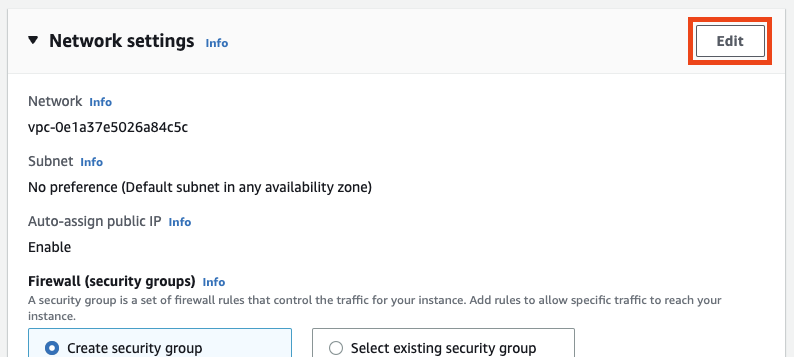 Network settings Info
Edit
Network Info
vpc-0e1a37e5026a84c5c
Subnet Info
No preference (Default subnet in any availability zone)
Auto-assign public IP Info
Enable
Firewall (security groups) Info
A security group is a set of firewall rules that control the traffic for your instance. Add rules to allow specific traffic to reach your
instance.
Create security group
Select existing security group